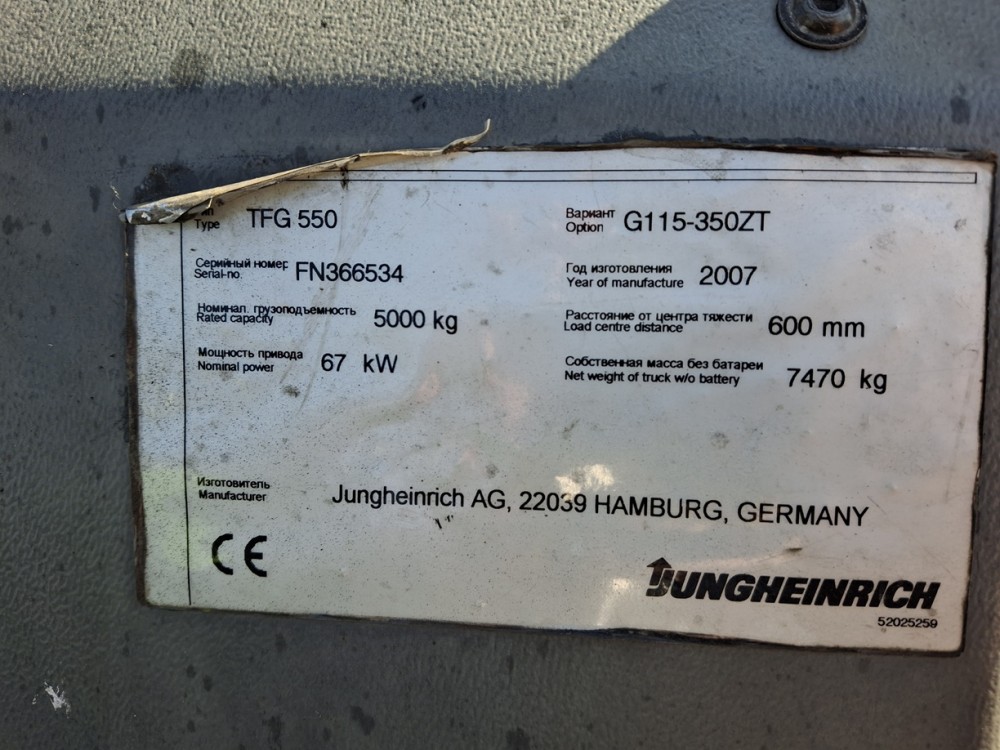 Type TFG 550 Вариант Option G115-350ZT
Серийный номер Serial-no. FN366534 Год изготовления Year of manufacture 2007
Номинал. грузоподъемность Rated capacity 5000 kg Расстояние от центра тяжести Load centre distance 600 mm
Мощность привода Nominal power 67 kW Собственная масса без батареи Net weight of truck w/o battery 7470 kg
Изготовитель Manufacturer Jungheinrich AG, 22039 HAMBURG, GERMANY
CE
JUNGHEINRICH
52025259